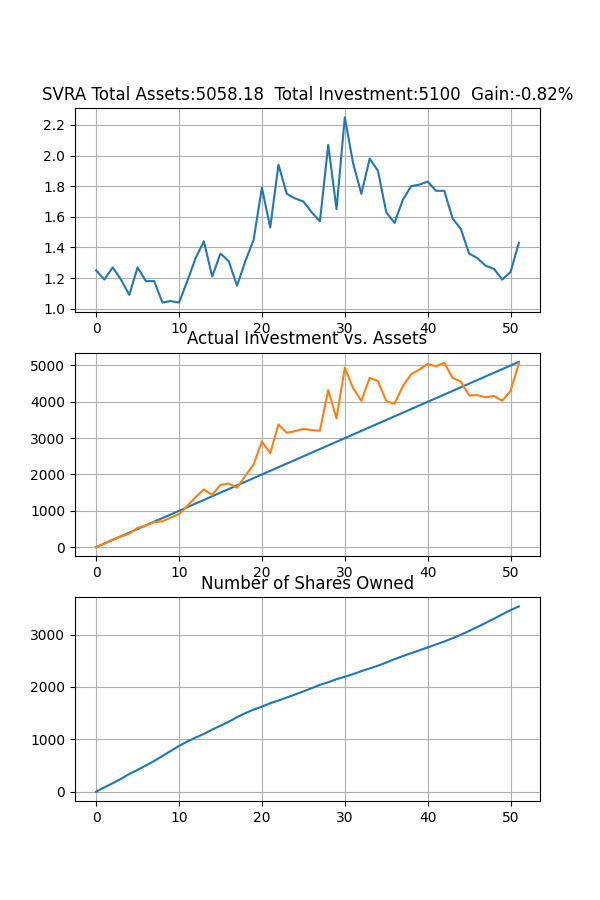 SVRA Total Assets:5058.18  Total Investment:5100  Gain:-0.82%
2.2
2.0
1.8
1.6
1.4
1.2
1.0
0 10 20 30 40 50
Actual Investment vs. Assets
5000
4000
3000
2000
1000
0
0 10 20 30 40 50
Number of Shares Owned
3000
2000
1000
0
0 10 20 30 40 50